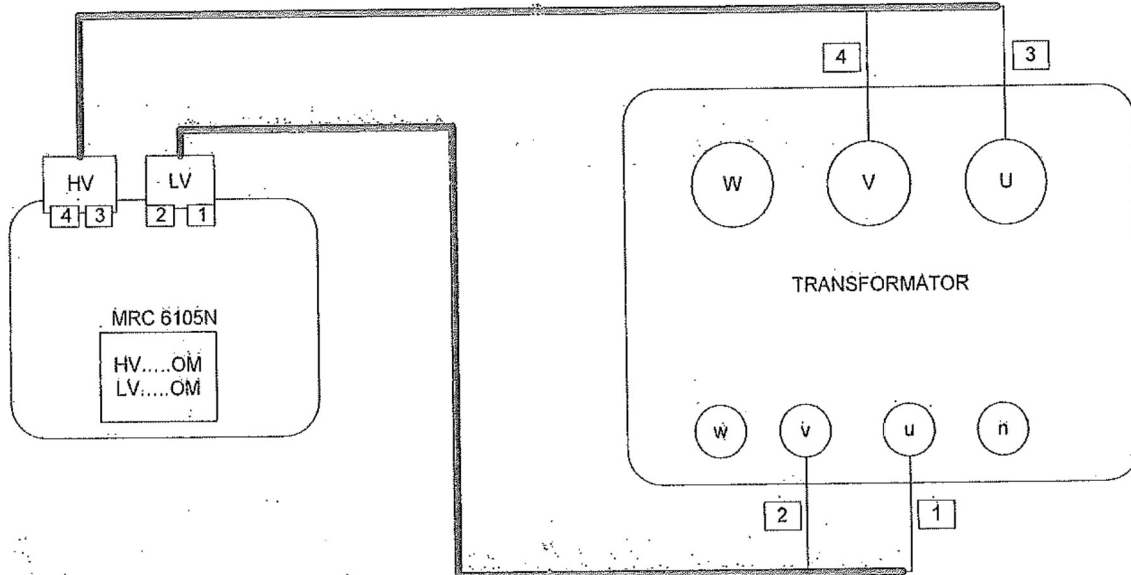 4
3
HV
LV
4
3
2
1
W
V
U
TRANSFORMATOR
MRC 6105N
HV.....OM
LV.....OM
w
v
u
n
2
1